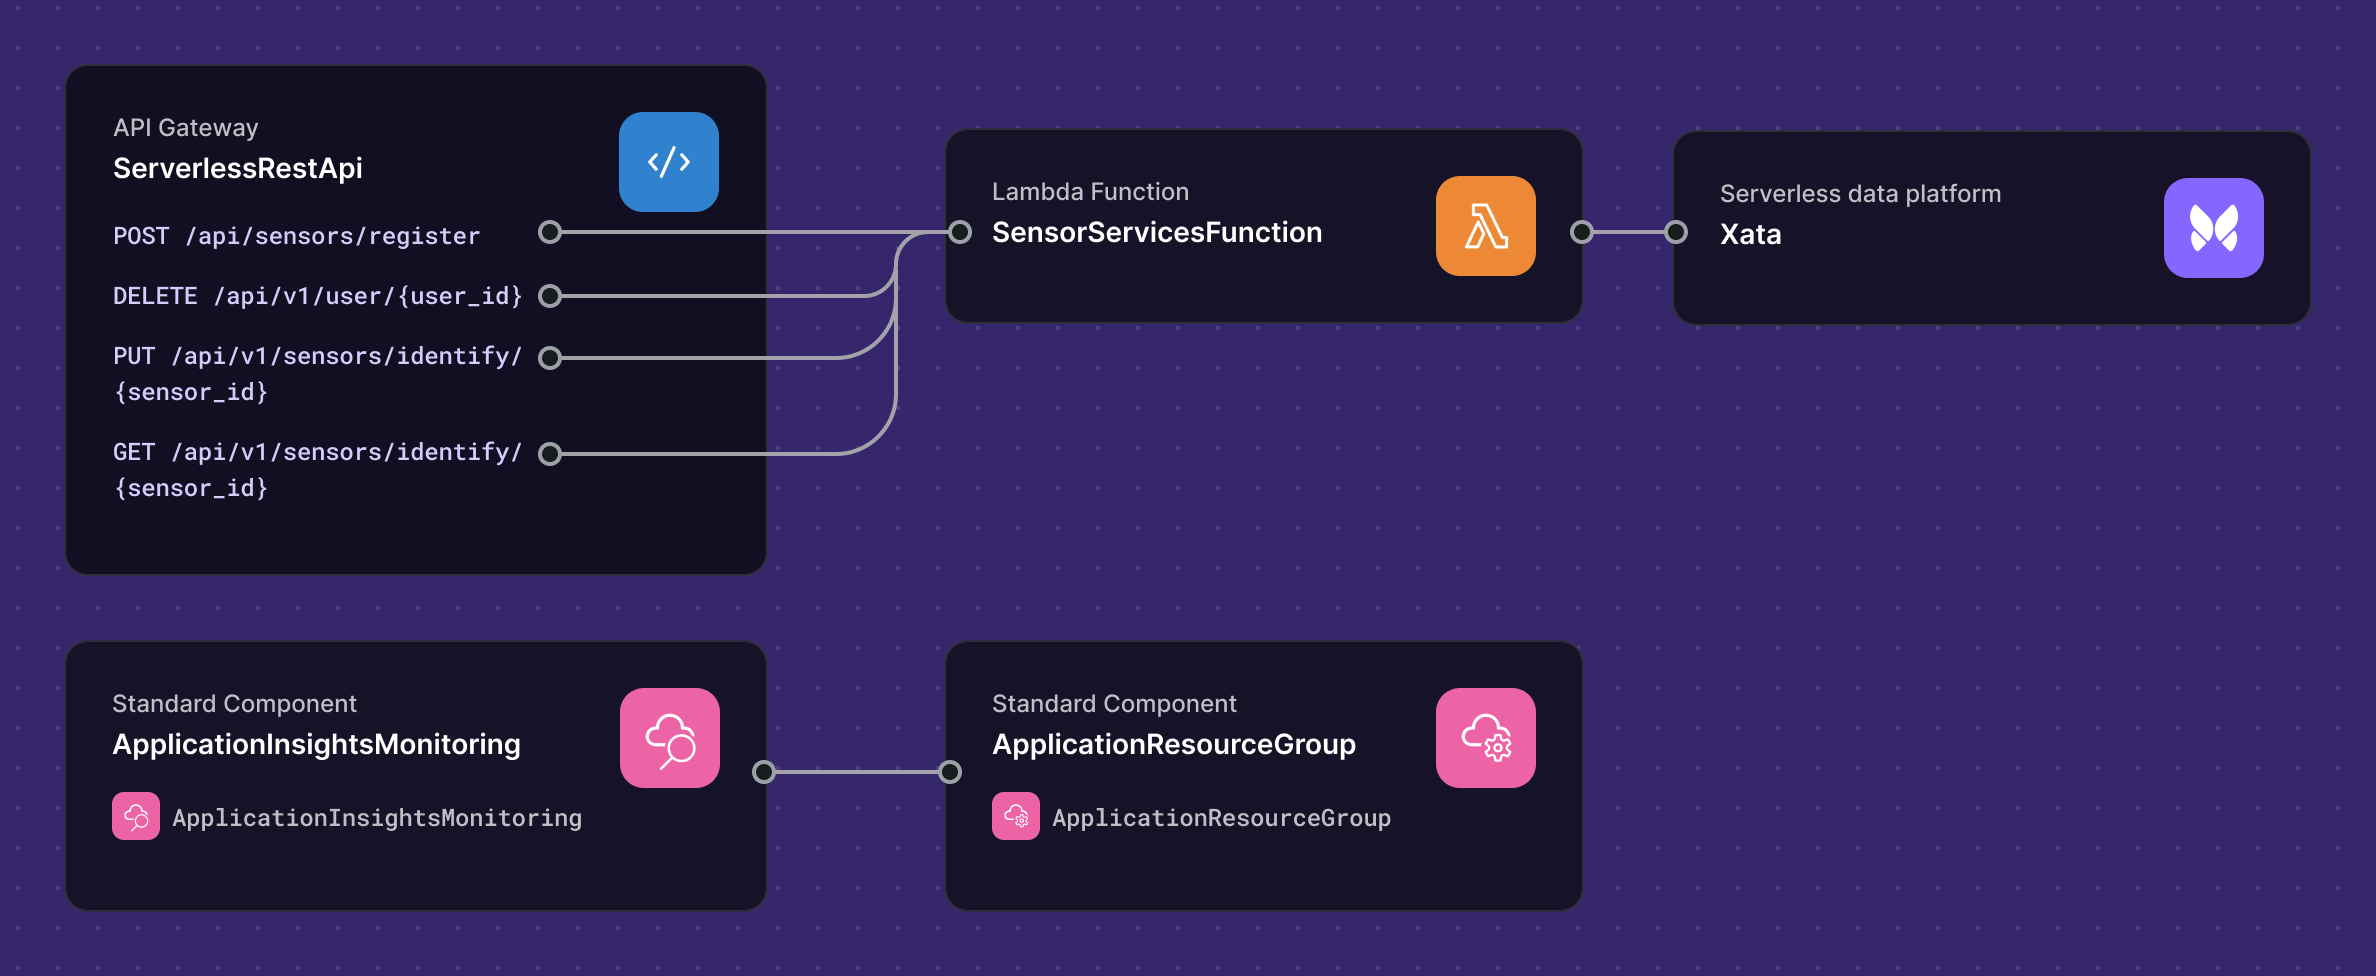 API Gateway
ServerlessRestApi
POST /api/sensors/register
DELETE /api/v1/user/{user_id}
PUT /api/v1/sensors/identify/
{sensor_id}
GET /api/v1/sensors/identify/
{sensor_id}
Lambda Function
SensorServicesFunction
Serverless data platform
Xata
Standard Component
ApplicationInsightsMonitoring
ApplicationInsightsMonitoring
Standard Component
ApplicationResourceGroup
ApplicationResourceGroup